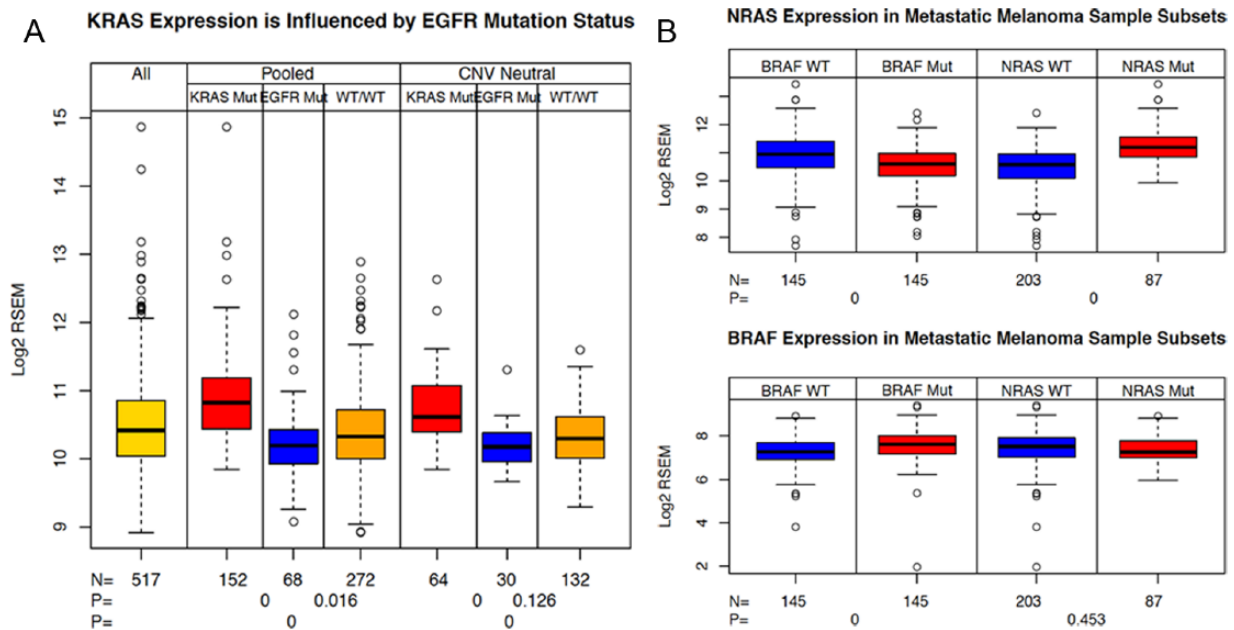 A
KRAS Expression is Influenced by EGFR Mutation Status
All Pooled CNV Neutral
KRAS Mut EGFR Mut WT/WT KRAS Mut EGFR Mut WT/WT
Log2 RSEM
15
14
13
12
11
10
9
N= 517 152 68 272 64 30 132
P= 0 0.016 0 0.126
P= 0 0
B
NRAS Expression in Metastatic Melanoma Sample Subsets
BRAF WT BRAF Mut NRAS WT NRAS Mut
Log2 RSEM
12
10
9
8
N= 145 145 203 87
P= 0 0
BRAF Expression in Metastatic Melanoma Sample Subsets
BRAF WT BRAF Mut NRAS WT NRAS Mut
Log2 RSEM
8
6
4
2
N= 145 145 203 87
P= 0 0.453